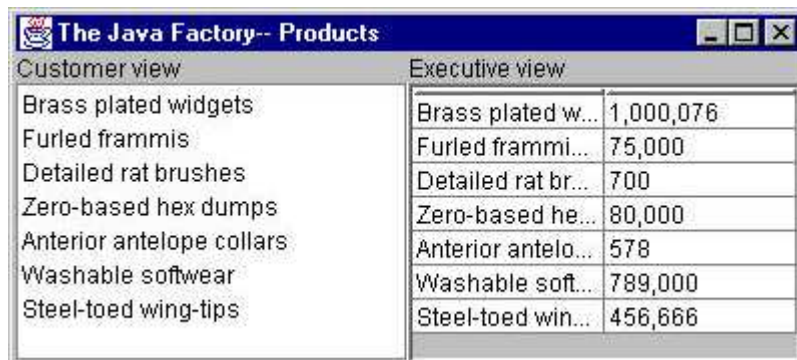 The Java Factory-- Products
Customer view
Brass plated widgets
Furled frammis
Detailed rat brushes
Zero-based hex dumps
Anterior antelope collars
Washable softwear
Steel-toed wing-tips
Executive view
Brass plated w... 1,000,076
Furled frammi... 75,000
Detailed rat br... 700
Zero-based he... 80,000
Anterior antelo... 578
Washable soft... 789,000
Steel-toed win... 456,666